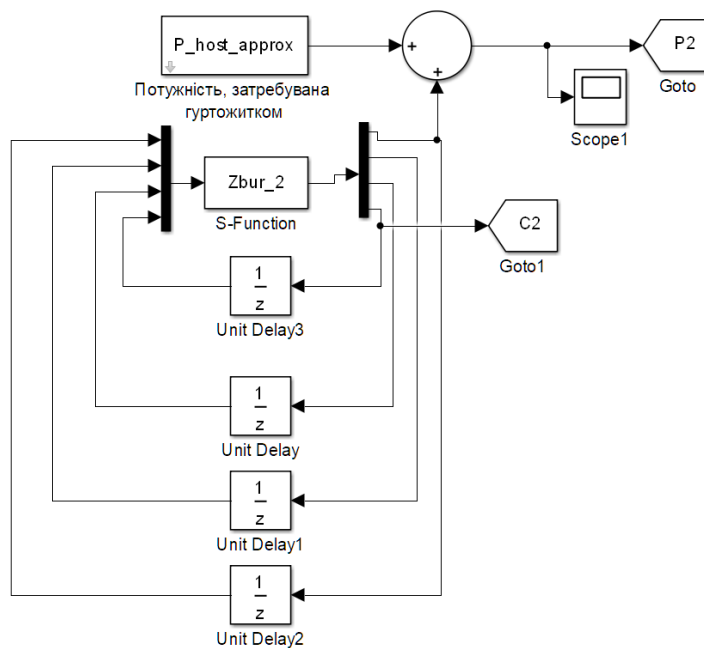 P_host_approx
Потужність, затребувана
гуртожитком
+
+
P2
Goto
Scope1
Zbur_2
S-Function
C2
Goto1
1
z
Unit Delay3
1
z
Unit Delay
1
z
Unit Delay1
1
z
Unit Delay2